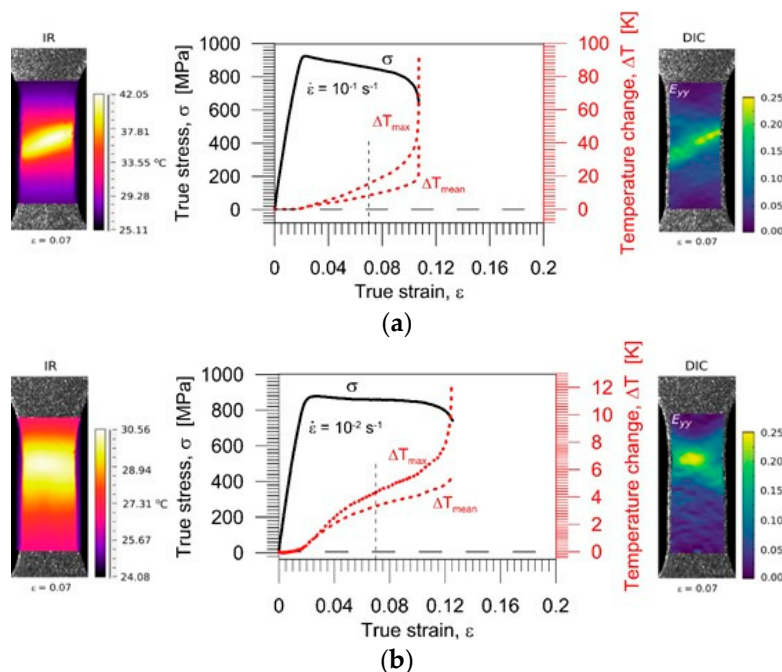 IR
42.05
37.81
33.55 °C
29.28
25.11
ε = 0.07
True stress, σ [MPa]
1000
800
600
400
200
0
σ
ε̇ = 10⁻¹ s⁻¹
ΔTmax
ΔTmean
0 0.04 0.08 0.12 0.16 0.2
True strain, ε
100
80
60
40
20
0
Temperature change, ΔT [K]
DIC
Eyy
0.25
0.20
0.15
0.10
0.05
0.00
ε = 0.07
(a)
IR
30.56
28.94
27.31 °C
25.67
24.08
ε = 0.07
True stress, σ [MPa]
1000
800
600
400
200
0
σ
ε̇ = 10⁻² s⁻¹
ΔTmax
ΔTmean
0 0.04 0.08 0.12 0.16 0.2
True strain, ε
12
10
8
6
4
2
0
Temperature change, ΔT [K]
DIC
Eyy
0.25
0.20
0.15
0.10
0.05
0.00
ε = 0.07
(b)